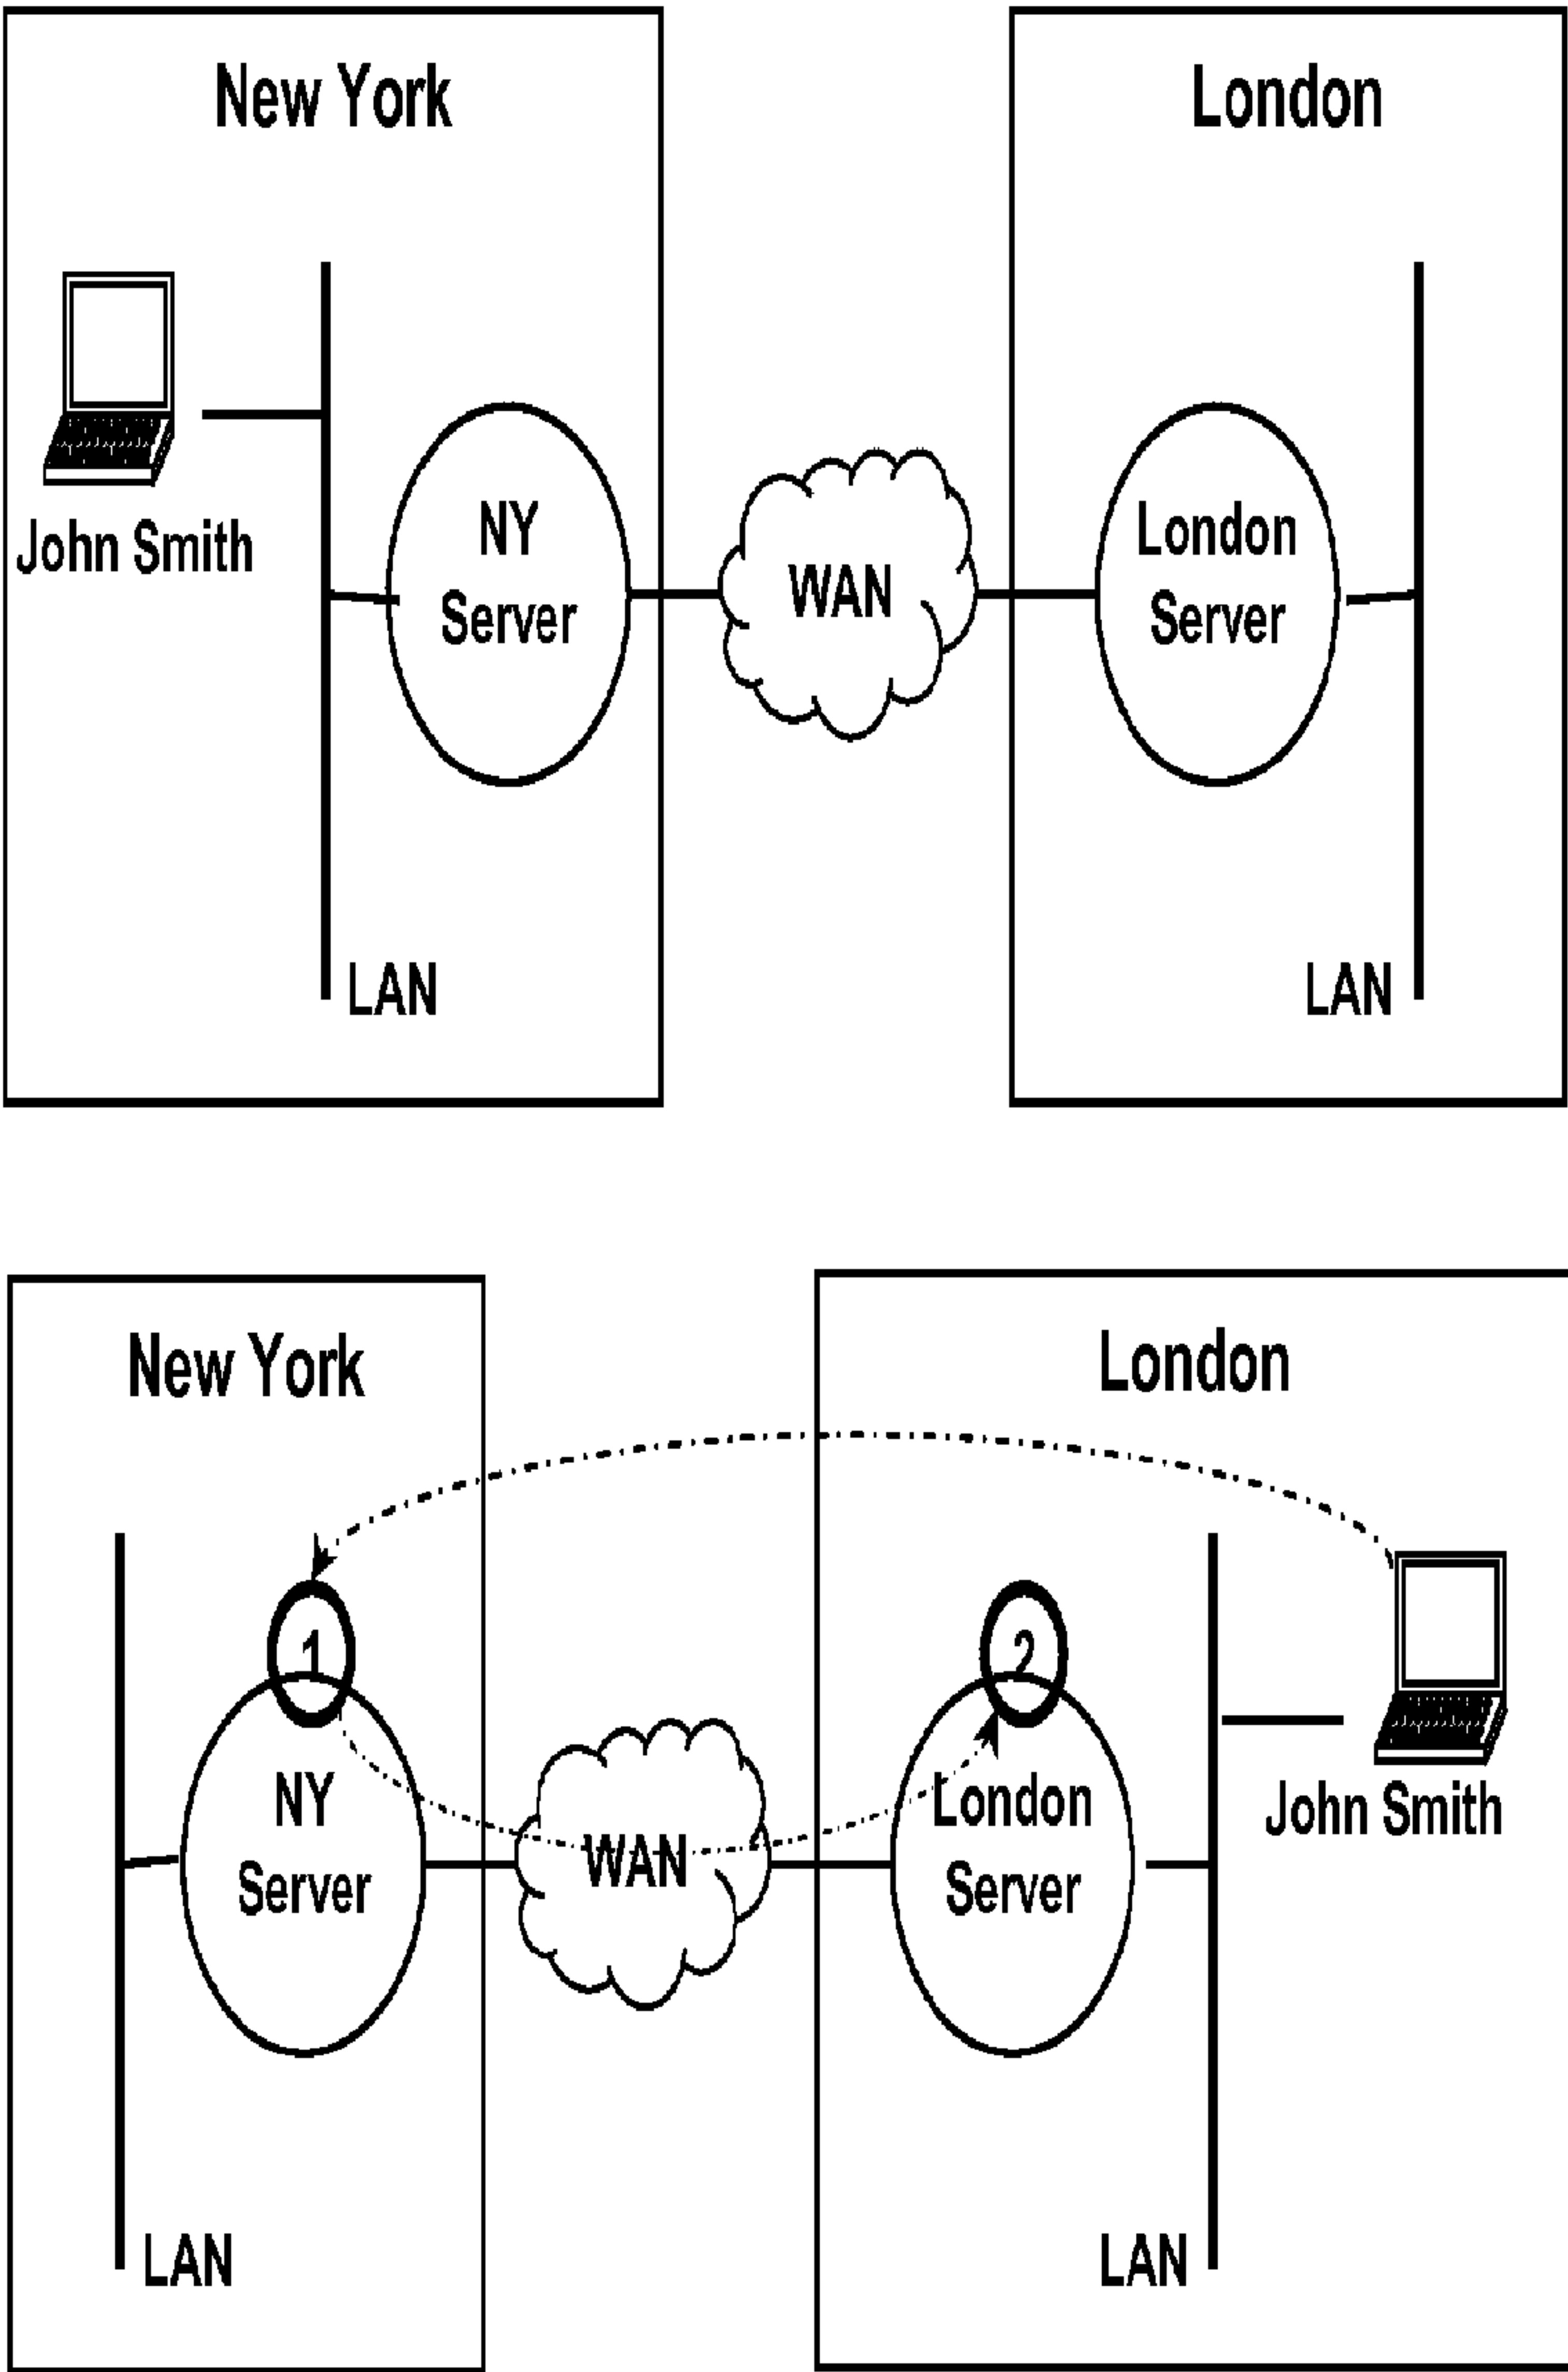 New York
London
John Smith
NY
Server
WAN
London
Server
LAN
LAN
New York
London
1
2
NY
Server
WAN
London
Server
John Smith
LAN
LAN